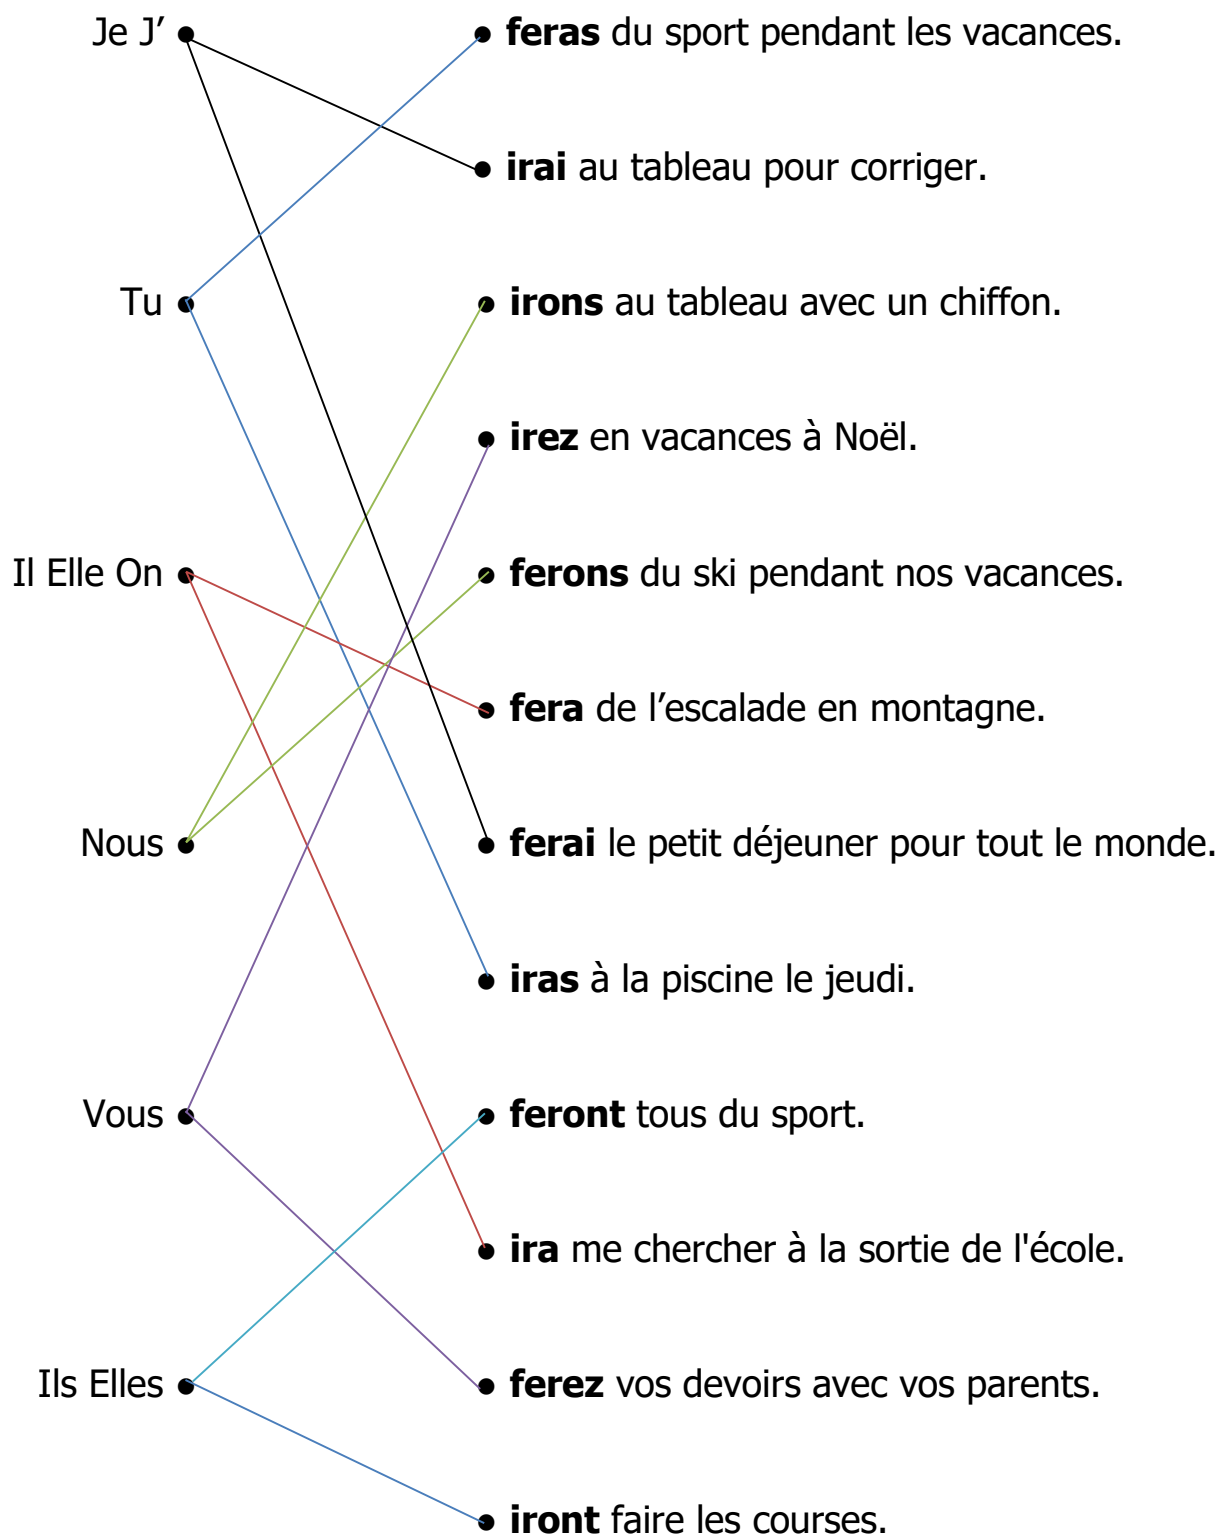 Je J’ feras du sport pendant les vacances.
irai au tableau pour corriger.
Tu irons au tableau avec un chiffon.
irez en vacances à Noël.
Il Elle On ferons du ski pendant nos vacances.
fera de l’escalade en montagne.
Nous ferai le petit déjeuner pour tout le monde.
iras à la piscine le jeudi.
Vous feront tous du sport.
ira me chercher à la sortie de l'école.
Ils Elles ferez vos devoirs avec vos parents.
iront faire les courses.